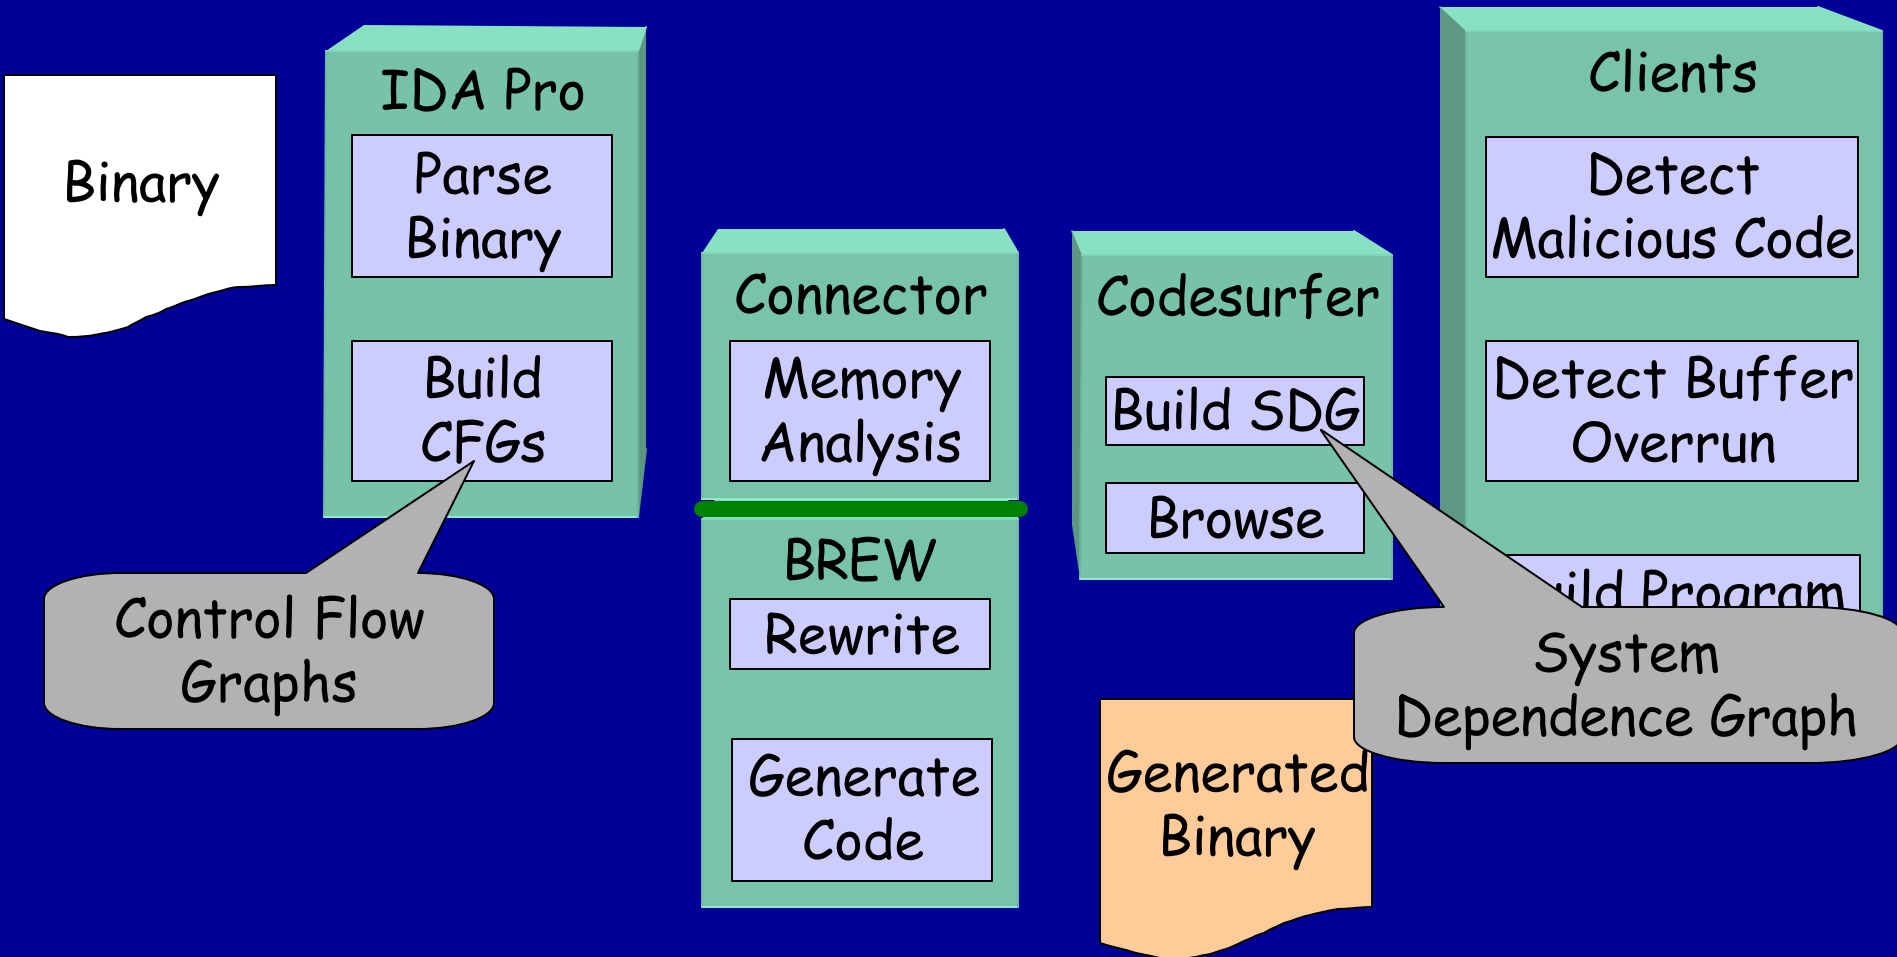 Binary
IDA Pro
Parse
Binary
Build
CFGs
Control Flow
Graphs
Connector
Memory
Analysis
BREW
Rewrite
Generate
Code
Codesurfer
Build SDG
Browse
Generated
Binary
Clients
Detect
Malicious Code
Detect Buffer
Overrun
Program
System
Dependence Graph